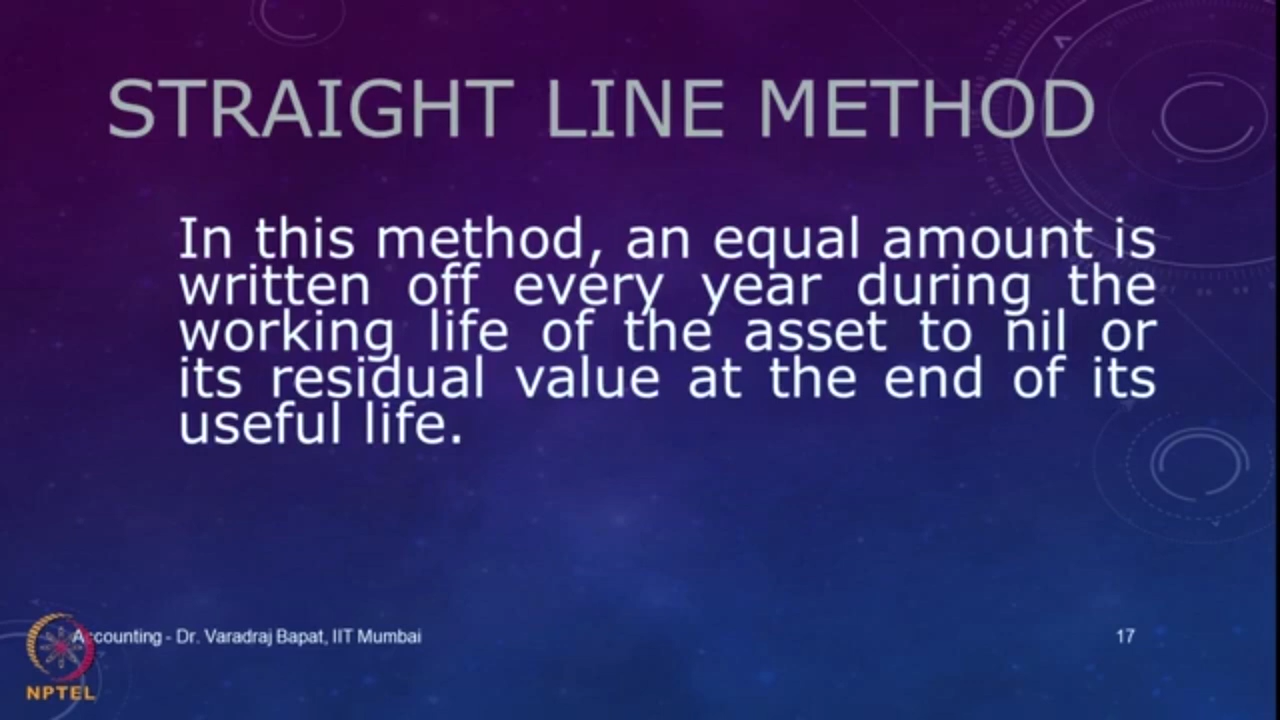 STRAIGHT LINE METHOD
In this method, an equal amount is
written off every year during the
working life of the asset to nil or
its residual value at the end of its
useful life.
Accounting - Dr. Varadraj Bapat, IIT Mumbai
17
NPTEL